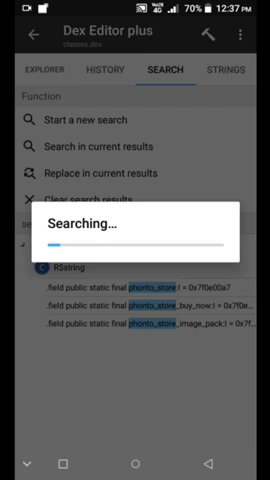 70% 12:37 PM
Dex Editor plus
classes.dex
EXPLORER HISTORY SEARCH STRINGS
Function
Start a new search
Search in current results
Replace in current results
Clear search results
Searching…
R$string
.field public static final phonto_store:I = 0x7f0e00a7
.field public static final phonto_store_buy_now:I = 0x7f0e...
.field public static final phonto_store_image_pack:I = 0x7f...